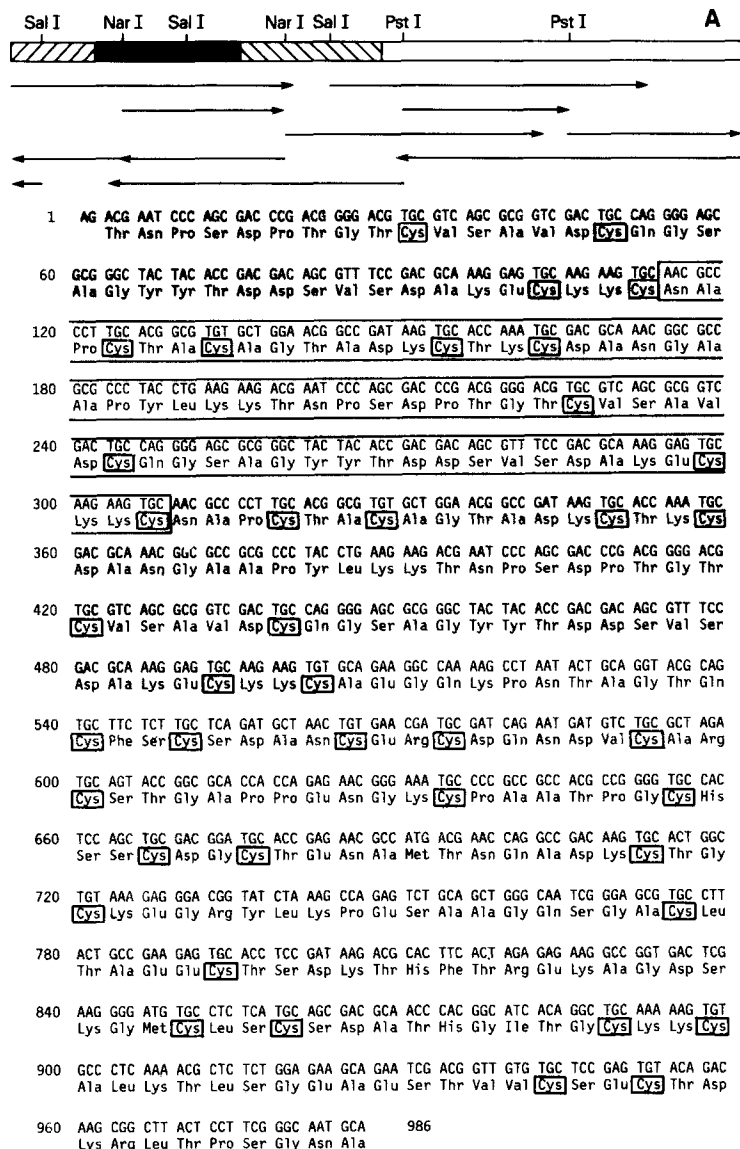 A
Sal I Nar I Sal I Nar I Sal I Pst I Pst I
1 AG ACG AAT CCC AGC GAC CCG ACG GGG ACG TGC GTC AGC GCG GTC GAC TGC CAG GGG AGC
Thr Asn Pro Ser Asp Pro Thr Gly Thr Cys Val Ser Ala Val Asp Cys Gln Gly Ser
60 GCG GGC TAC TAC ACC GAC GAC AGC GTT TCC GAC GCA AAG GAG TGC AAG AAG TGC AAC GCC
Ala Gly Tyr Tyr Thr Asp Asp Ser Val Ser Asp Ala Lys Glu Cys Lys Lys Cys Asn Ala
120 CCT TGC ACG GCG TGT GCT GGA ACG GCC GAT AAG TGC ACC AAA TGC GAC GCA AAC GGC GCC
Pro Cys Thr Ala Cys Ala Gly Thr Ala Asp Lys Cys Thr Lys Cys Asp Ala Asn Gly Ala
180 GCG CCC TAC CTG AAG AAG ACG AAT CCC AGC GAC CCG ACG GGG ACG TGC GTC AGC GCG GTC
Ala Pro Tyr Leu Lys Lys Thr Asn Pro Ser Asp Pro Thr Gly Thr Cys Val Ser Ala Val
240 GAC TGC CAG GGG AGC GCG GGC TAC TAC ACC GAC GAC AGC GTT TCC GAC GCA AAG GAG TGC
Asp Cys Gln Gly Ser Ala Gly Tyr Tyr Thr Asp Asp Ser Val Ser Asp Ala Lys Glu Cys
300 AAG AAG TGC AAC GCC CCT TGC ACG GCG TGT GCT GGA ACG GCC GAT AAG TGC ACC AAA TGC
Lys Lys Cys Asn Ala Pro Cys Thr Ala Cys Ala Gly Thr Ala Asp Lys Cys Thr Lys Cys
360 GAC GCA AAC GGC GCC GCG CCC TAC CTG AAG AAG ACG AAT CCC AGC GAC CCG ACG GGG ACG
Asp Ala Asn Gly Ala Ala Pro Tyr Leu Lys Lys Thr Asn Pro Ser Asp Pro Thr Gly Thr
420 TGC GTC AGC GCG GTC GAC TGC CAG GGG AGC GCG GGC TAC TAC ACC GAC GAC AGC GTT TCC
Cys Val Ser Ala Val Asp Cys Gln Gly Ser Ala Gly Tyr Tyr Thr Asp Asp Ser Val Ser
480 GAC GCA AAG GAG TGC AAG AAG TGT GCA GAA GGC CAA AAG CCT AAT ACT GCA GGT ACG CAG
Asp Ala Lys Glu Cys Lys Lys Cys Ala Glu Gly Gln Lys Pro Asn Thr Ala Gly Thr Gln
540 TGC TTC TCT TGC TCA GAT GCT AAC TGT GAA CGA TGC GAT CAG AAT GAT GTC TGC GCT AGA
Cys Phe Ser Cys Ser Asp Ala Asn Cys Glu Arg Cys Asp Gln Asn Asp Val Cys Ala Arg
600 TGC AGT ACC GGC GCA CCA CCA GAG AAC GGG AAA TGC CCC GCC GCC ACG CCG GGG TGC CAC
Cys Ser Thr Gly Ala Pro Pro Glu Asn Gly Lys Cys Pro Ala Ala Thr Pro Gly Cys His
660 TCC AGC TGC GAC GGA TGC ACC GAG AAC GCC ATG ACG AAC CAG GCC GAC AAG TGC ACT GGC
Ser Ser Cys Asp Gly Cys Thr Glu Asn Ala Met Thr Asn Gln Ala Asp Lys Cys Thr Gly
720 TGT AAA GAG GGA CGG TAT CTA AAG CCA GAG TCT GCA GCT GGG CAA TCG GGA GCG TGC CTT
Cys Lys Glu Gly Arg Tyr Leu Lys Pro Glu Ser Ala Ala Gly Gln Ser Gly Ala Cys Leu
780 ACT GCC GAA GAG TGC ACC TCC GAT AAG ACG CAC TTC ACT AGA GAG AAG GCC GGT GAC TCG
Thr Ala Glu Glu Cys Thr Ser Asp Lys Thr His Phe Thr Arg Glu Lys Ala Gly Asp Ser
840 AAG GGG ATG TGC CTC TCA TGC AGC GAC GCA ACC CAC GGC ATC ACA GGC TGC AAA AAG TGT
Lys Gly Met Cys Leu Ser Cys Ser Asp Ala Thr His Gly Ile Thr Gly Cys Lys Lys Cys
900 GCC CTC AAA ACG CTC TCT GGA GAA GCA GAA TCG ACG GTT GTG TGC TCC GAG TGT ACA GAC
Ala Leu Lys Thr Leu Ser Gly Glu Ala Glu Ser Thr Val Val Cys Ser Glu Cys Thr Asp
960 AAG CGG CTT ACT CCT TCG GGC AAT GCA 986
Lys Arg Leu Thr Pro Ser Gly Asn Ala